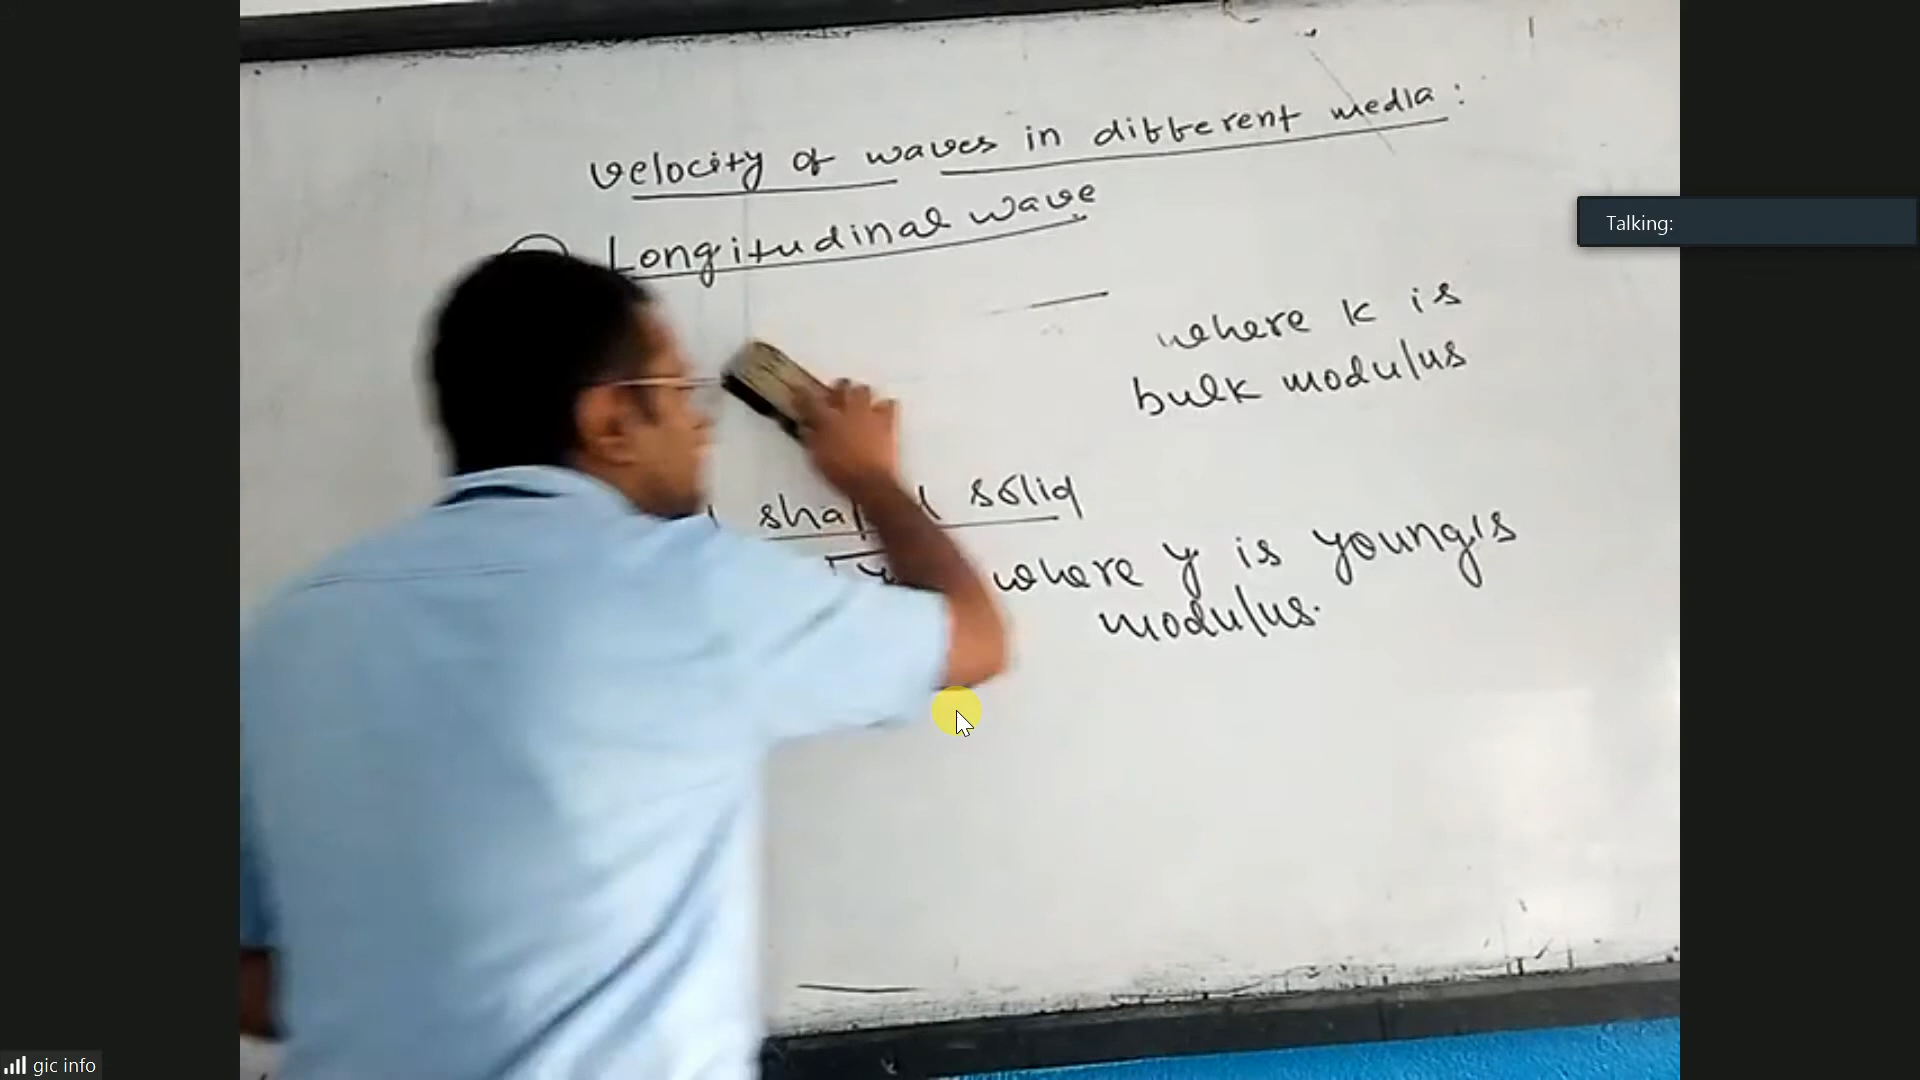 velocity of waves in different media:
Longitudinal wave
where k is
bulk modulus
solid
where y is young's
modulus.
Talking:
gic info